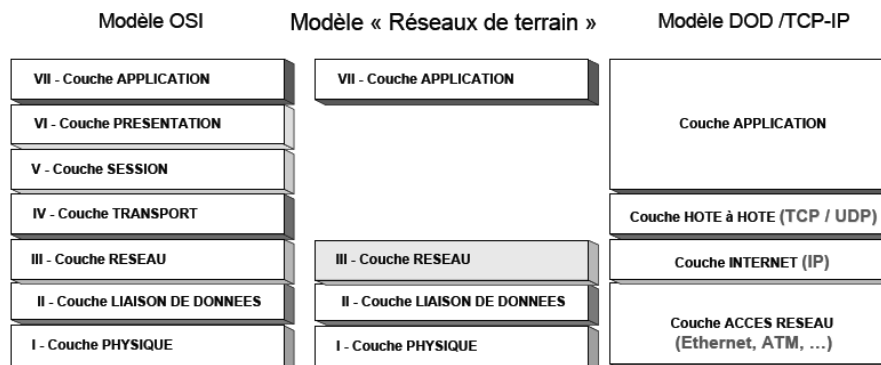 Modèle OSI
Modèle « Réseaux de terrain »
Modèle DOD /TCP-IP
VII - Couche APPLICATION
VI - Couche PRESENTATION
V - Couche SESSION
IV - Couche TRANSPORT
III - Couche RESEAU
II - Couche LIAISON DE DONNEES
I - Couche PHYSIQUE
VII - Couche APPLICATION
III - Couche RESEAU
II - Couche LIAISON DE DONNEES
I - Couche PHYSIQUE
Couche APPLICATION
Couche HOTE à HOTE (TCP / UDP)
Couche INTERNET (IP)
Couche ACCES RESEAU
(Ethernet, ATM, ...)